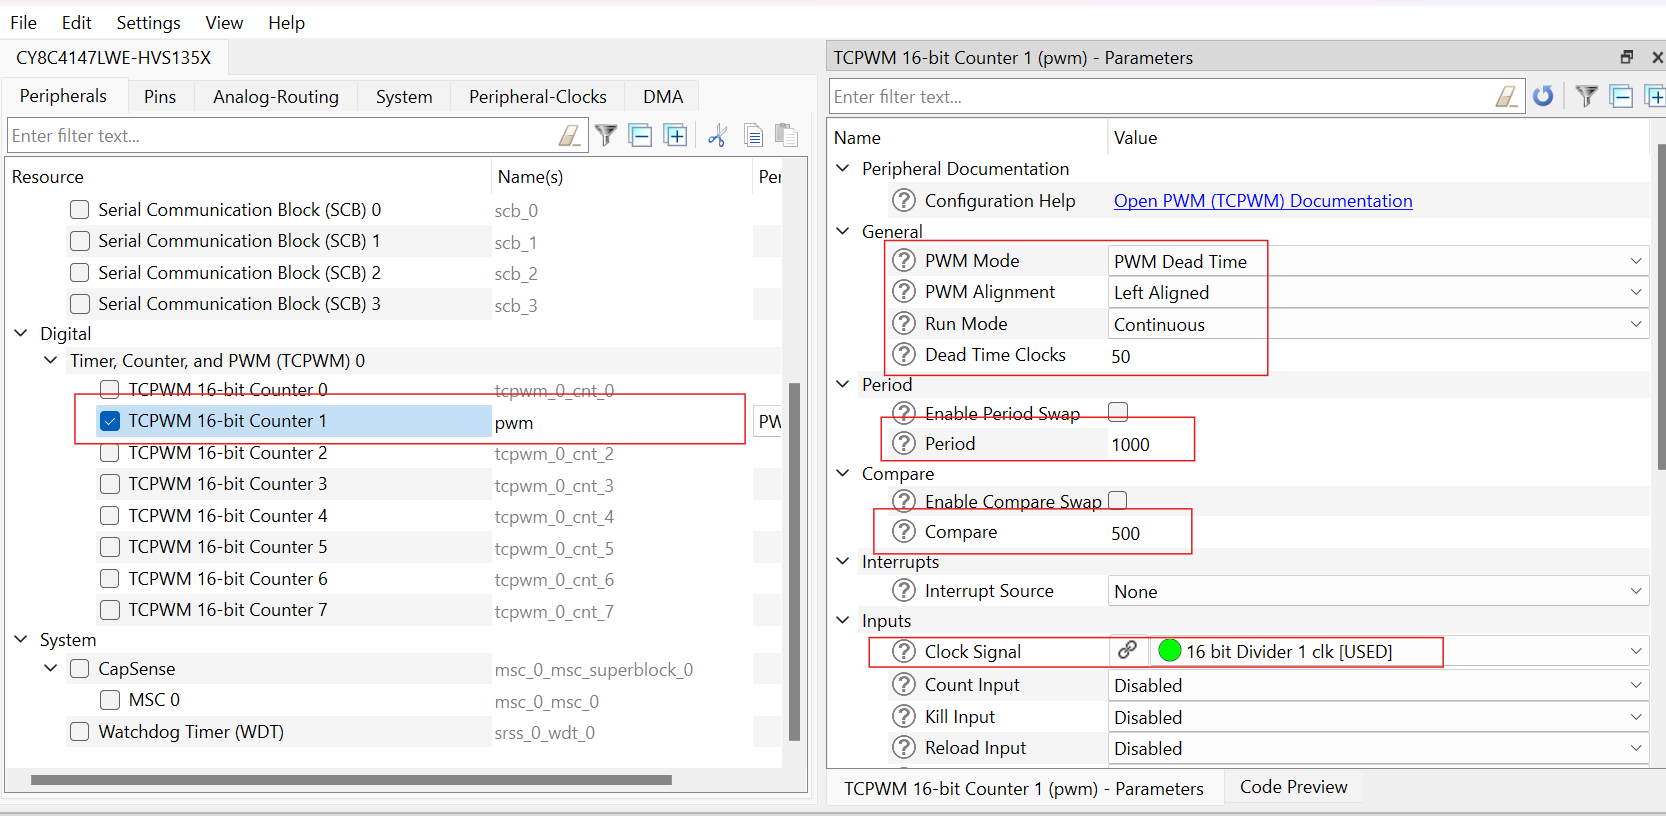 File Edit Settings View Help
CY8C4147LWE-HVS135X
Peripherals Pins Analog-Routing System Peripheral-Clocks DMA
Enter filter text...
Resource Name(s) Per
Serial Communication Block (SCB) 0 scb_0
Serial Communication Block (SCB) 1 scb_1
Serial Communication Block (SCB) 2 scb_2
Serial Communication Block (SCB) 3 scb_3
Digital
Timer, Counter, and PWM (TCPWM) 0
TCPWM 16-bit Counter 0 tcpwm_0_cnt_0
TCPWM 16-bit Counter 1 pwm PW
TCPWM 16-bit Counter 2 tcpwm_0_cnt_2
TCPWM 16-bit Counter 3 tcpwm_0_cnt_3
TCPWM 16-bit Counter 4 tcpwm_0_cnt_4
TCPWM 16-bit Counter 5 tcpwm_0_cnt_5
TCPWM 16-bit Counter 6 tcpwm_0_cnt_6
TCPWM 16-bit Counter 7 tcpwm_0_cnt_7
System
CapSense msc_0_msc_superblock_0
MSC 0 msc_0_msc_0
Watchdog Timer (WDT) srss_0_wdt_0
TCPWM 16-bit Counter 1 (pwm) - Parameters
Enter filter text...
Name Value
Peripheral Documentation
Configuration Help Open PWM (TCPWM) Documentation
General
PWM Mode PWM Dead Time
PWM Alignment Left Aligned
Run Mode Continuous
Dead Time Clocks 50
Period
Enable Period Swap
Period 1000
Compare
Enable Compare Swap
Compare 500
Interrupts
Interrupt Source None
Inputs
Clock Signal 16 bit Divider 1 clk [USED]
Count Input Disabled
Kill Input Disabled
Reload Input Disabled
TCPWM 16-bit Counter 1 (pwm) - Parameters Code Preview